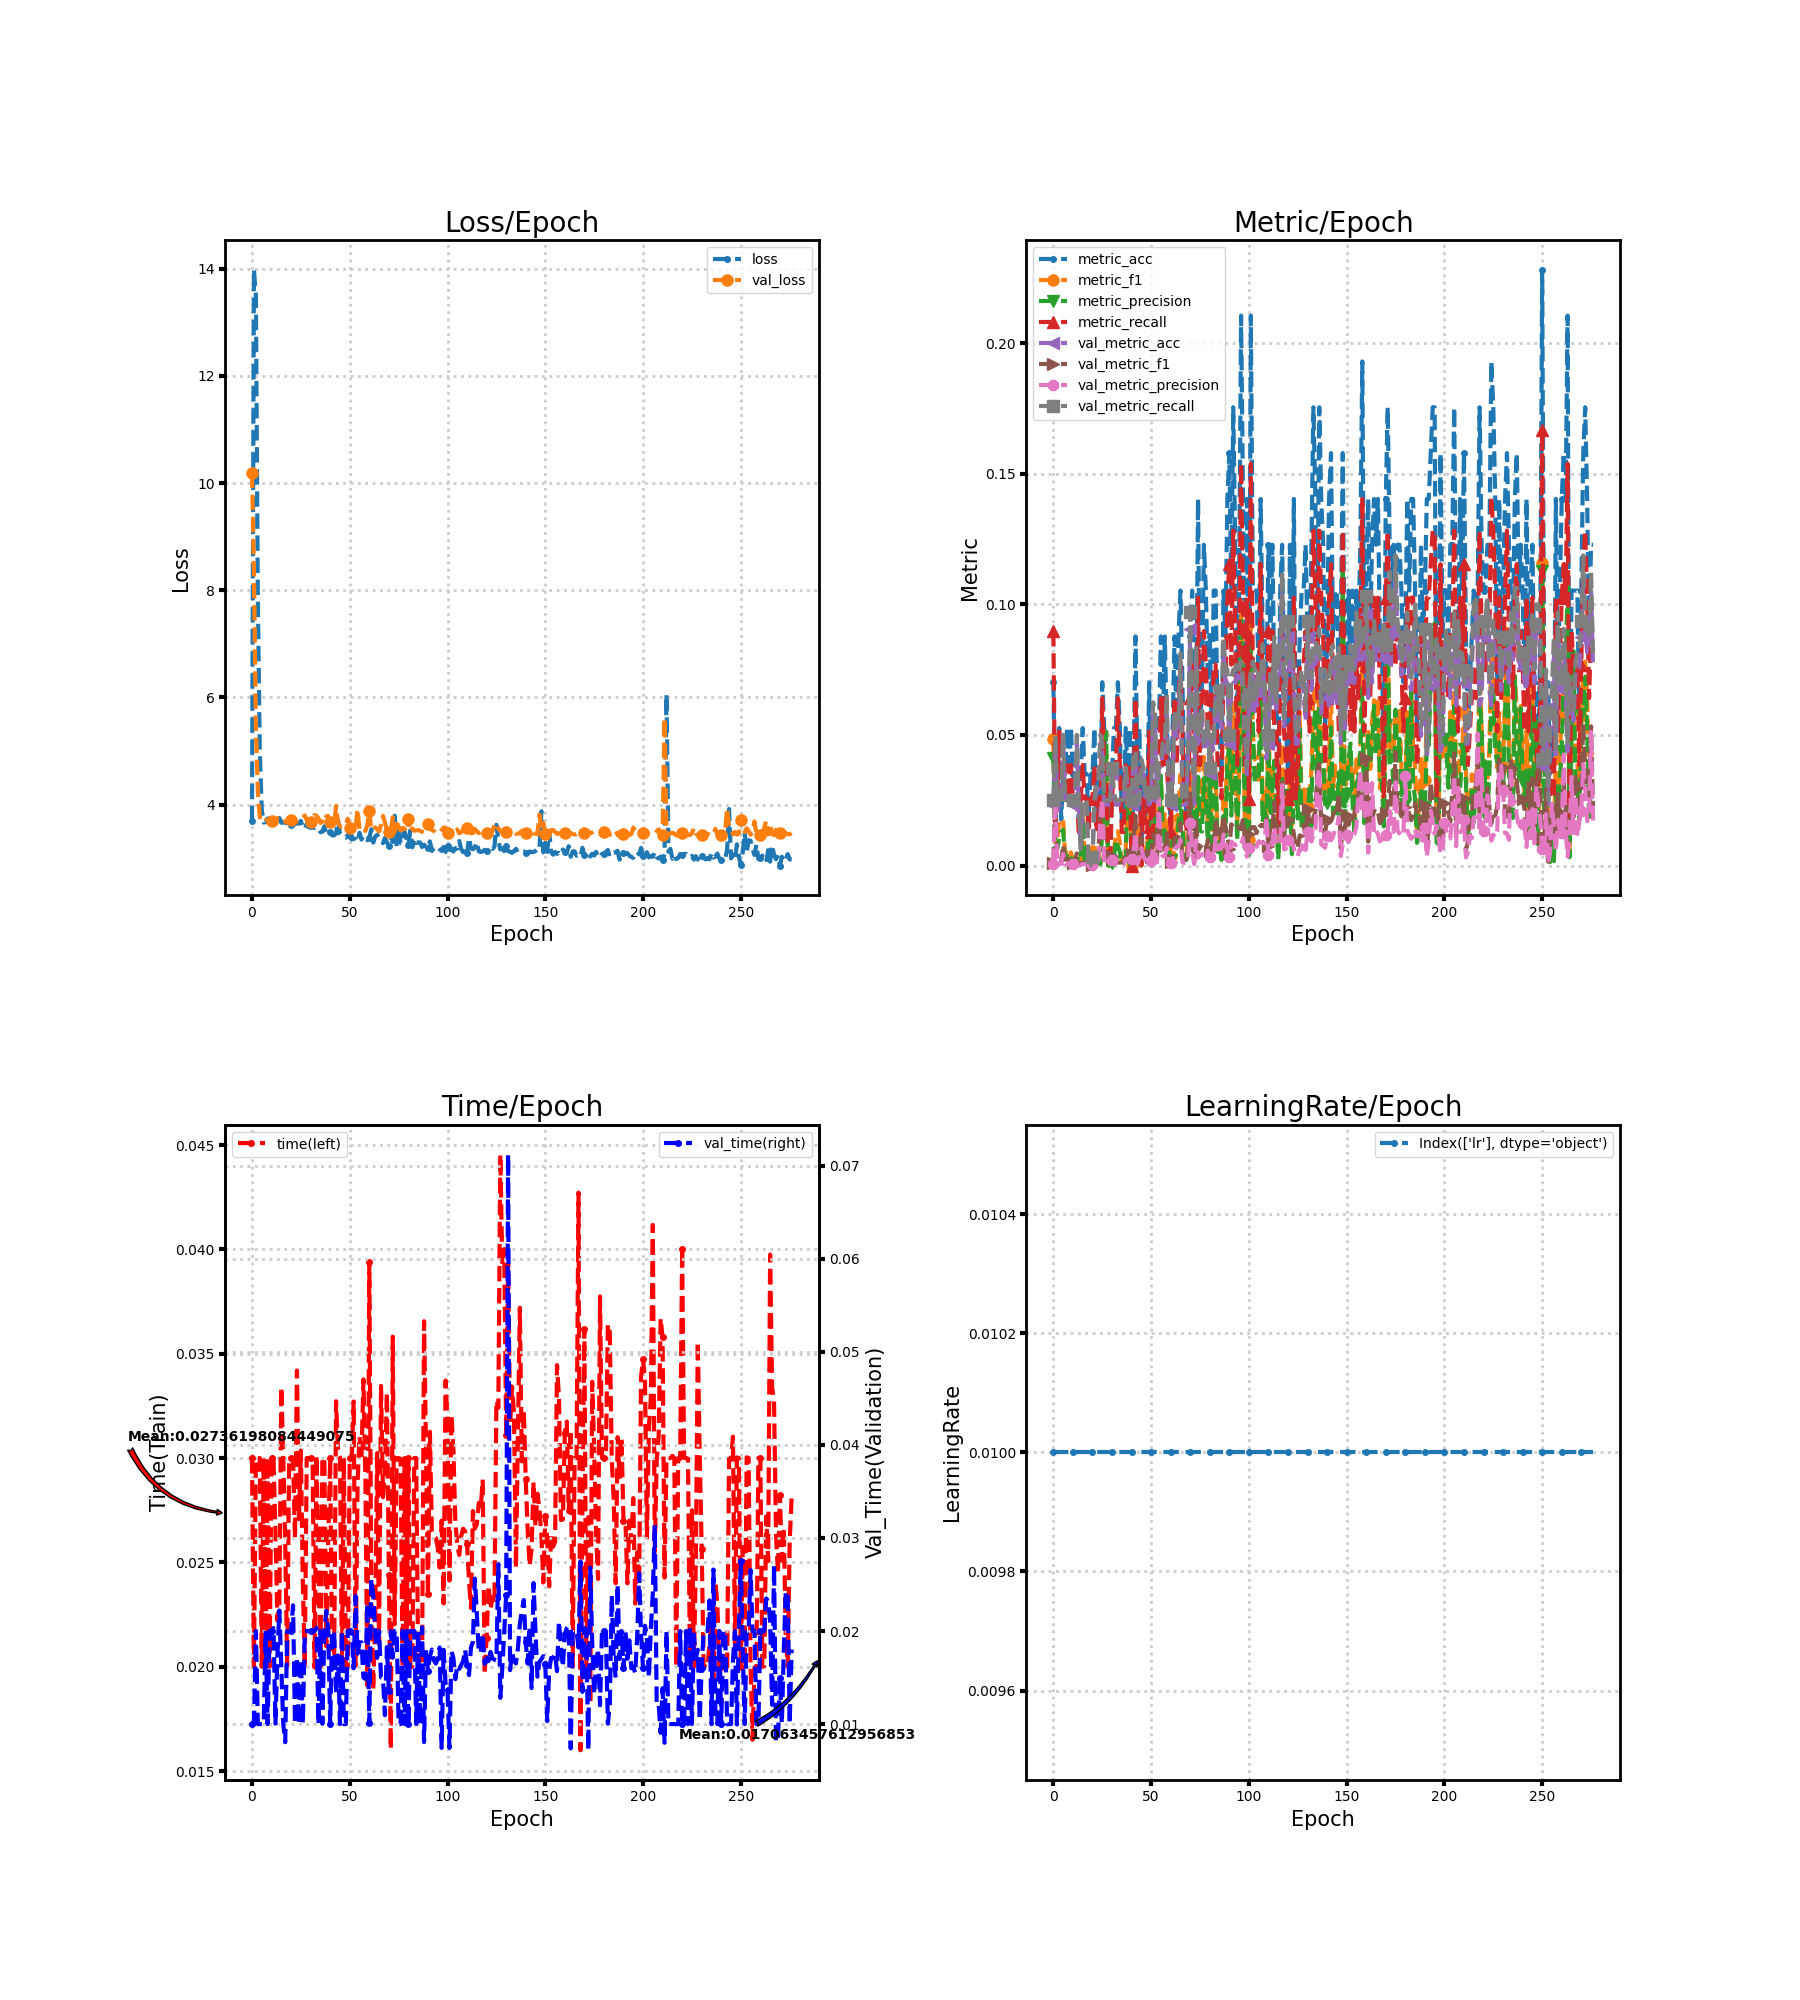 Loss/Epoch
14
12
10
8
6
4
Loss
0
50
100
150
200
250
Epoch
loss
val_loss
Metric/Epoch
0.20
0.15
0.10
0.05
0.00
Metric
0
50
100
150
200
250
Epoch
metric_acc
metric_f1
metric_precision
metric_recall
val_metric_acc
val_metric_f1
val_metric_precision
val_metric_recall
Time/Epoch
0.045
0.040
0.035
0.030
0.025
0.020
0.015
Time(Train)
Mean:0.02736198084449075
time(left)
val_time(right)
0.07
0.06
0.05
0.04
0.03
0.02
0.01
Val_Time(Validation)
Mean:0.017063457612956853
0
50
100
150
200
250
Epoch
LearningRate/Epoch
Index(['lr'], dtype='object')
0.0104
0.0102
0.0100
0.0098
0.0096
LearningRate
0
50
100
150
200
250
Epoch